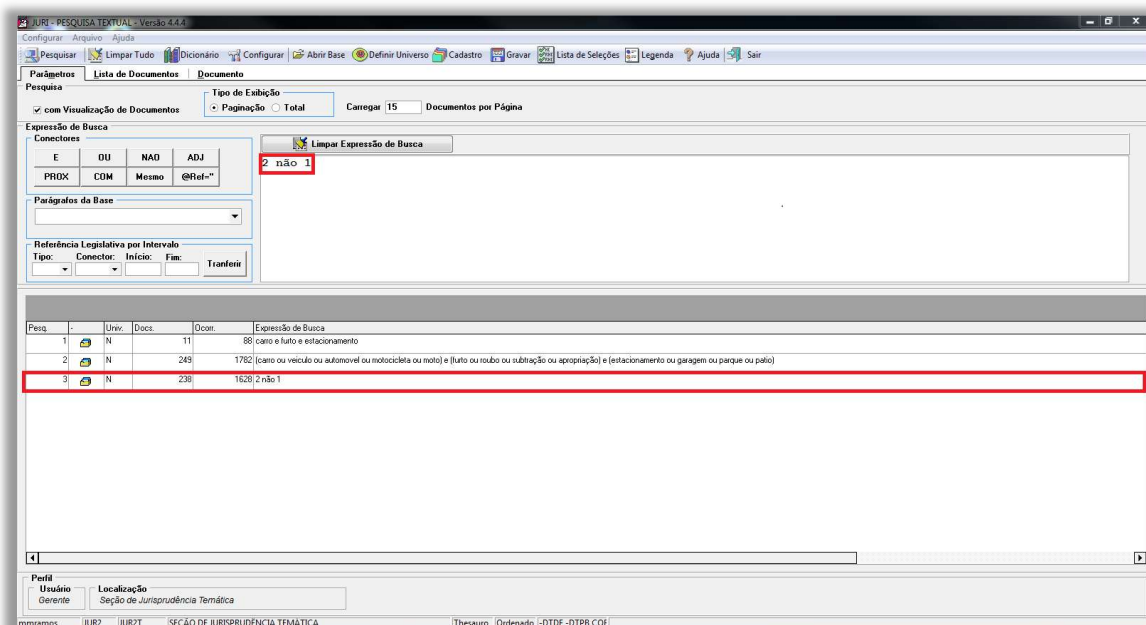 JURI - PESQUISA TEXTUAL - Versão 4.4.4
Configurar Arquivo Ajuda
Pesquisar Limpar Tudo Dicionário Configurar Abrir Base Definir Universo Cadastro Gravar Lista de Seleções Legenda Ajuda Sair
Parâmetros Lista de Documentos Documento
Pesquisa
Tipo de Exibição
com Visualização de Documentos Paginação Total Carregar 15 Documentos por Página
Expressão de Busca
Conectores
Limpar Expressão de Busca
E OU NAO ADJ
2 não 1
PROX COM Mesmo @Ref="
Parágrafos da Base
Referência Legislativa por Intervalo
Tipo: Conector: Início: Fim:
Tranferir
Pesq. - Univ. Docs. Ocorr. Expressão de Busca
1 N 11 88 carro e furto e estacionamento
2 N 249 1782 (carro ou veiculo ou automovel ou motocicleta ou moto) e (furto ou roubo ou subtração ou apropriação) e (estacionamento ou garagem ou parque ou patio)
3 N 238 1628 2 não 1
Perfil
Usuário Localização
Gerente Seção de Jurisprudência Temática
mmramos JUR2 JUR2T SEÇÃO DE JURISPRUDÊNCIA TEMÁTICA Thesauro Ordenado -DTDE -DTPB.COE